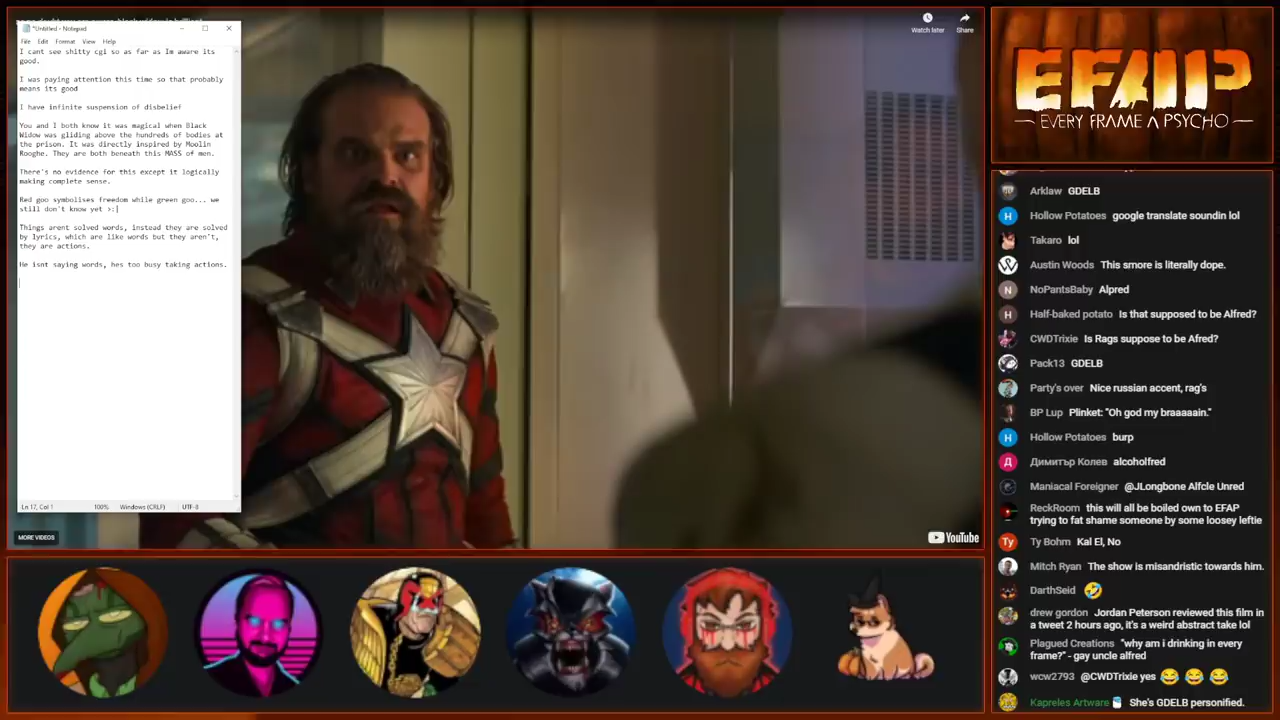 *Untitled - Notepad
File Edit Format View Help
I cant see shitty cgi so as far as Im aware its
good.
I was paying attention this time so that probably
means its good
I have infinite suspension of disbelief
You and I both know it was magical when Black
Widow was gliding above the hundreds of bodies at
the prison. It was directly inspired by Moolin
Rooghe. They are both beneath this MASS of men.
There's no evidence for this except it logically
making complete sense.
Red goo symbolises freedom while green goo... we
still don't know yet >:|
Things arent solved words, instead they are solved
by lyrics, which are like words but they aren't,
they are actions.
He isnt saying words, hes too busy taking actions.
Ln 17, Col 1 100% Windows (CRLF) UTF-8
MORE VIDEOS
Watch later Share
YouTube
EFAP
EVERY FRAME A PSYCHO
Arklaw GDELB
Hollow Potatoes google translate soundin lol
Takaro lol
Austin Woods This smore is literally dope.
NoPantsBaby Alpred
Half-baked potato Is that supposed to be Alfred?
CWDTrixie Is Rags suppose to be Afred?
Pack13 GDELB
Party's over Nice russian accent, rag's
BP Lup Plinket: "Oh god my braaaaain."
Hollow Potatoes burp
Димитър Колев alcoholfred
Maniacal Foreigner @JLongbone Alfcle Unred
ReckRoom this will all be boiled own to EFAP
trying to fat shame someone by some loosey leftie
Ty Bohm Kal El, No
Mitch Ryan The show is misandristic towards him.
DarthSeid
drew gordon Jordan Peterson reviewed this film in
a tweet 2 hours ago, it's a weird abstract take lol
Plagued Creations "why am i drinking in every
frame?" - gay uncle alfred
wcw2793 @CWDTrixie yes
Kapreles Artware She's GDELB personified.